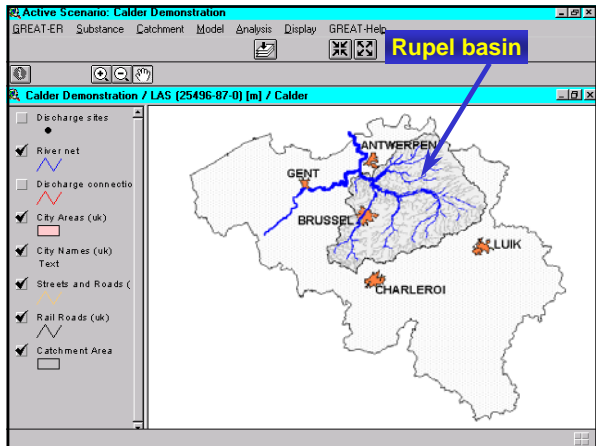 Active Scenario: Calder Demonstration
GREAT-ER Substance Catchment Model Analysis Display GREAT-Help
Rupel basin
Calder Demonstration / LAS (25496-87-0) [m] / Calder
Discharge sites
River net
Discharge connectio
City Areas (uk)
City Names (uk)
Text
Streets and Roads (
Rail Roads (uk)
Catchment Area
ANTWERPEN
GENT
BRUSSEL
LUIK
CHARLEROI